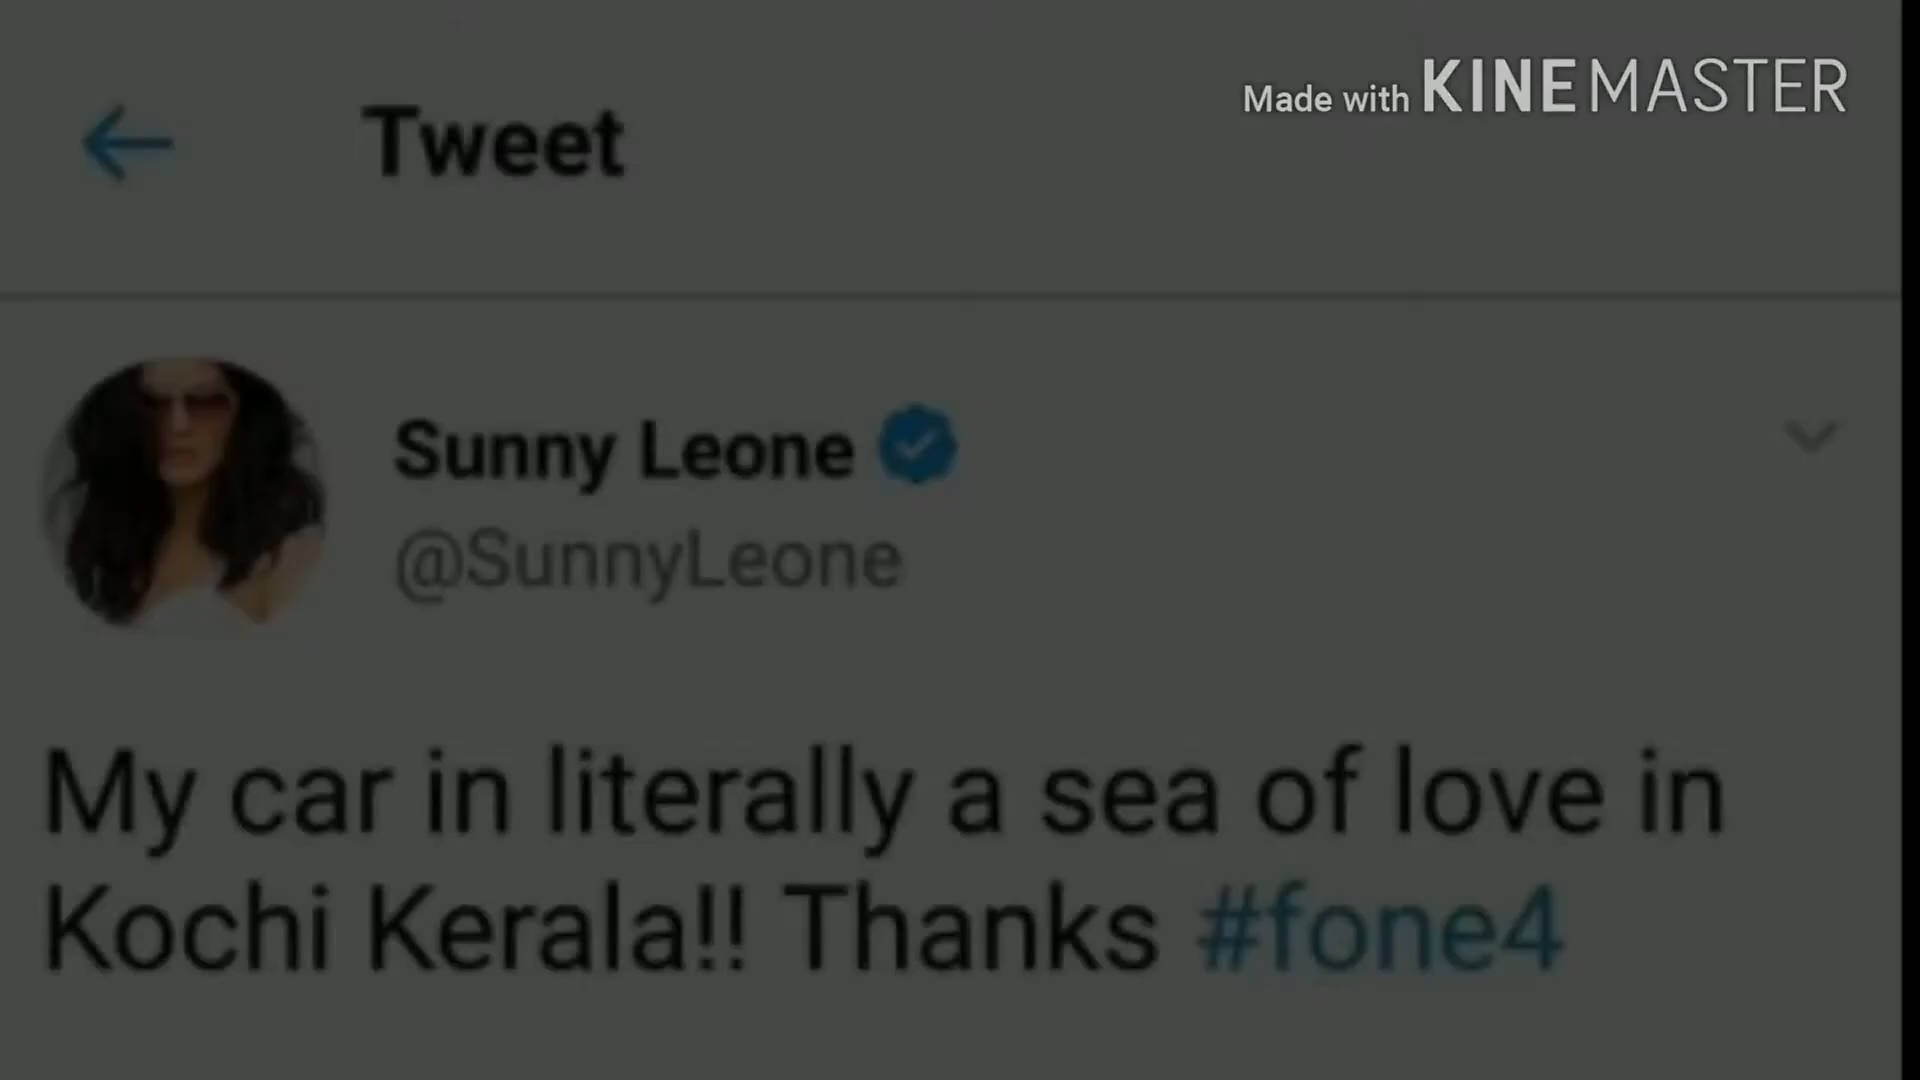 Made with KINEMASTER
Tweet
Sunny Leone
@SunnyLeone
My car in literally a sea of love in
Kochi Kerala!! Thanks #fone4